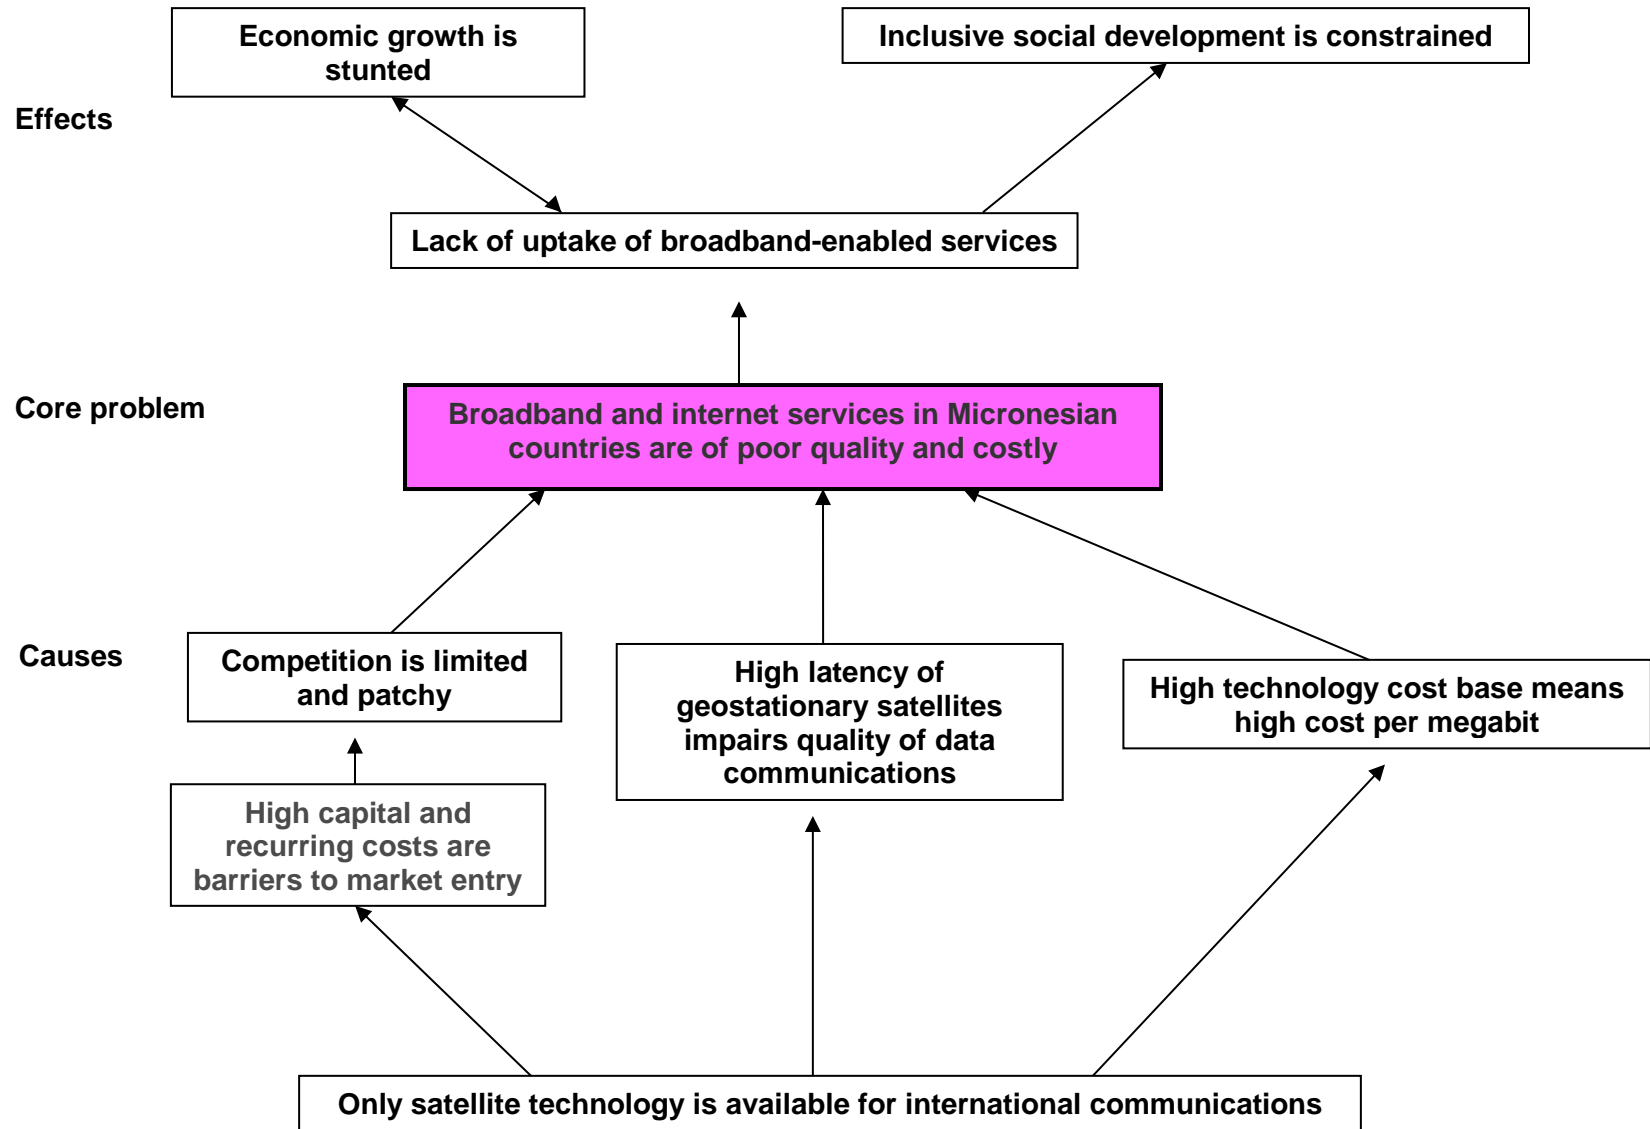 Economic growth is
stunted
Inclusive social development is constrained
Effects
Lack of uptake of broadband-enabled services
Core problem
Broadband and internet services in Micronesian
countries are of poor quality and costly
Causes
Competition is limited
and patchy
High latency of
geostationary satellites
impairs quality of data
communications
High technology cost base means
high cost per megabit
High capital and
recurring costs are
barriers to market entry
Only satellite technology is available for international communications